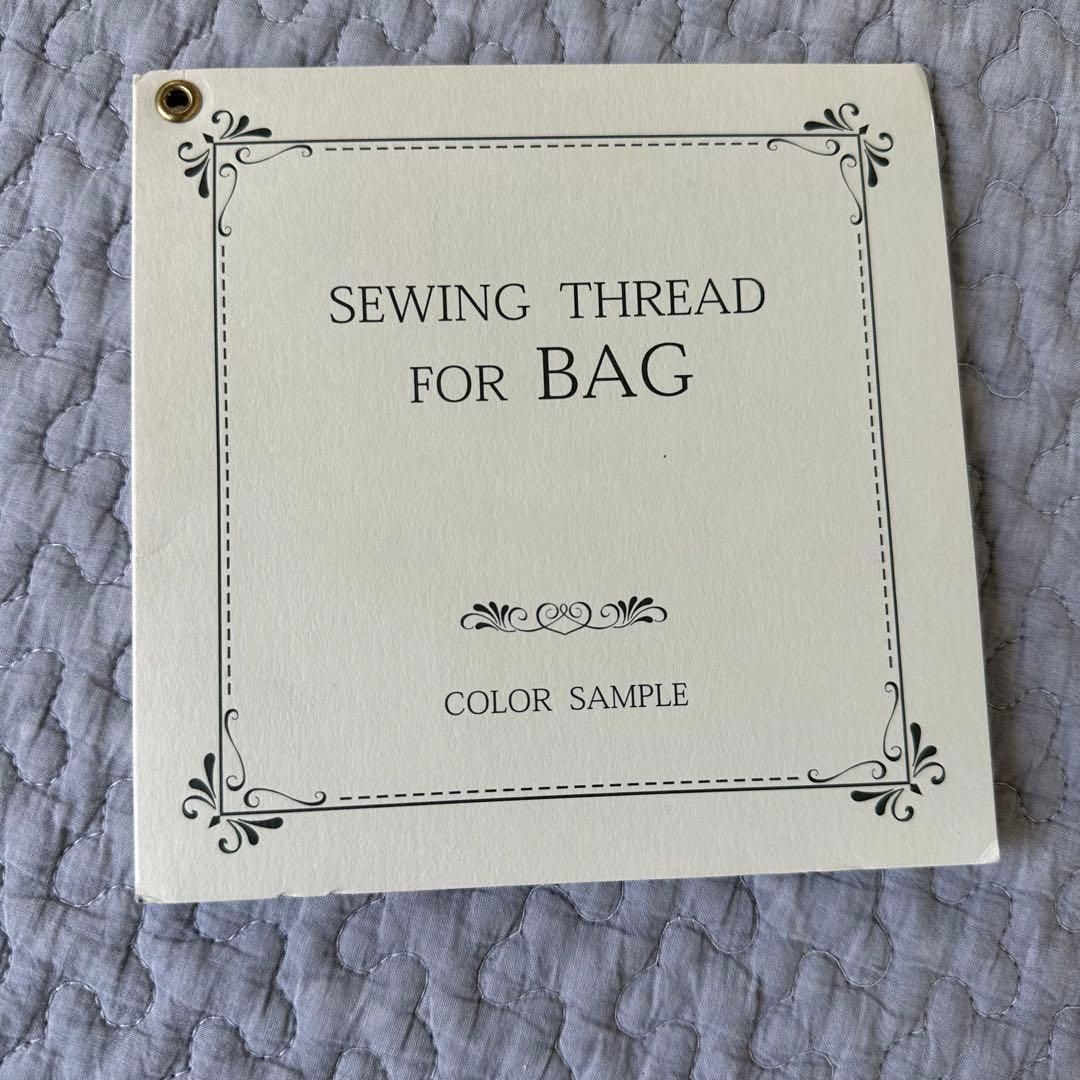 SEWING THREAD
FOR BAG
COLOR SAMPLE